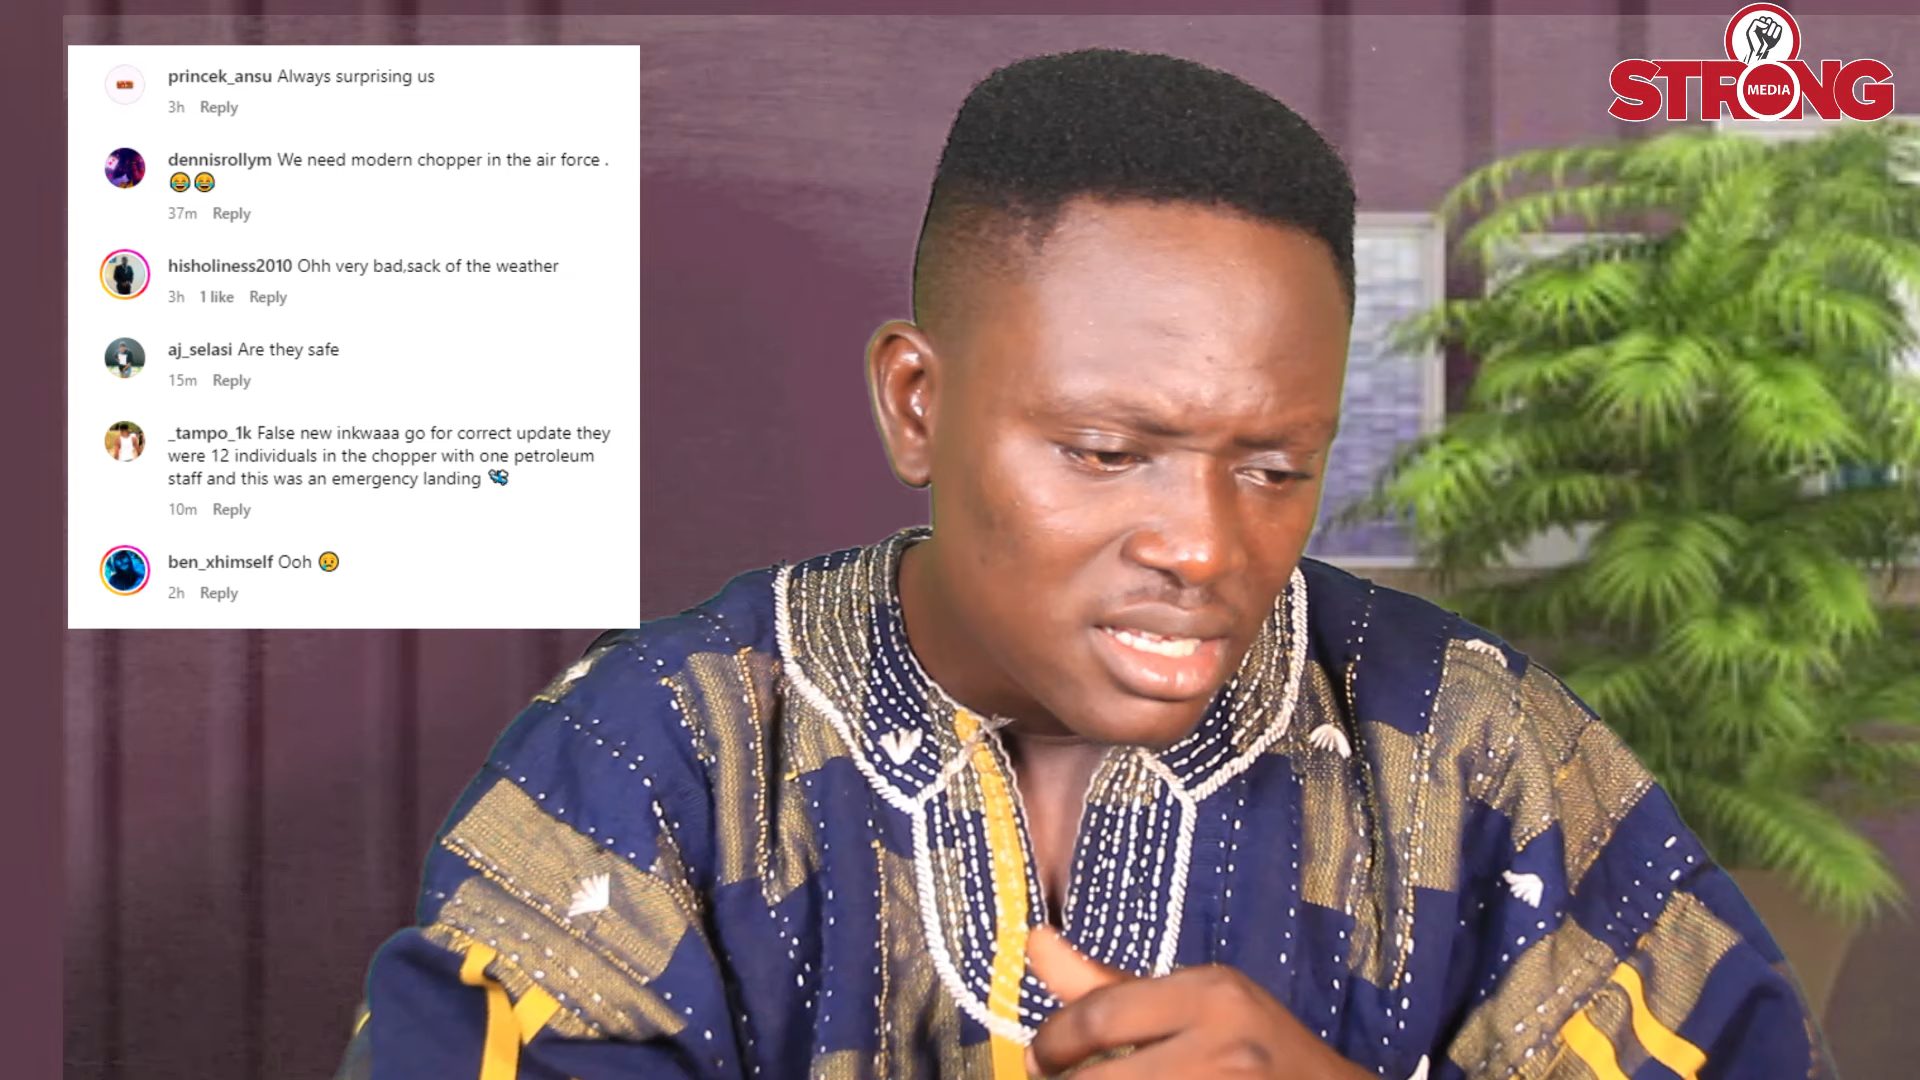 princek_ansu Always surprising us
3h Reply
dennisrollym We need modern chopper in the air force .
😂😂
37m Reply
hisholiness2010 Ohh very bad,sack of the weather
3h 1 like Reply
aj_selasi Are they safe
15m Reply
_tampo_1k False new inkwaaa go for correct update they
were 12 individuals in the chopper with one petroleum
staff and this was an emergency landing 🛩️
10m Reply
ben_xhimself Ooh 😢
2h Reply
STRONG
MEDIA